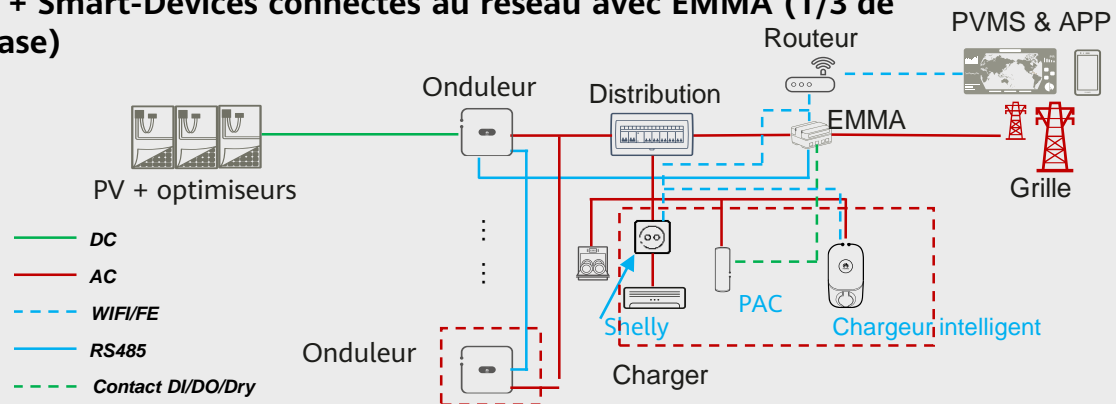 + Smart-Devices connectés au réseau avec EMMA (1/3 de
ase)
PVMS & APP
Routeur
Onduleur
Distribution
EMMA
Grille
PV + optimiseurs
DC
AC
WIFI/FE
RS485
Contact DI/DO/Dry
PAC
Shelly
Chargeur intelligent
Onduleur
Charger